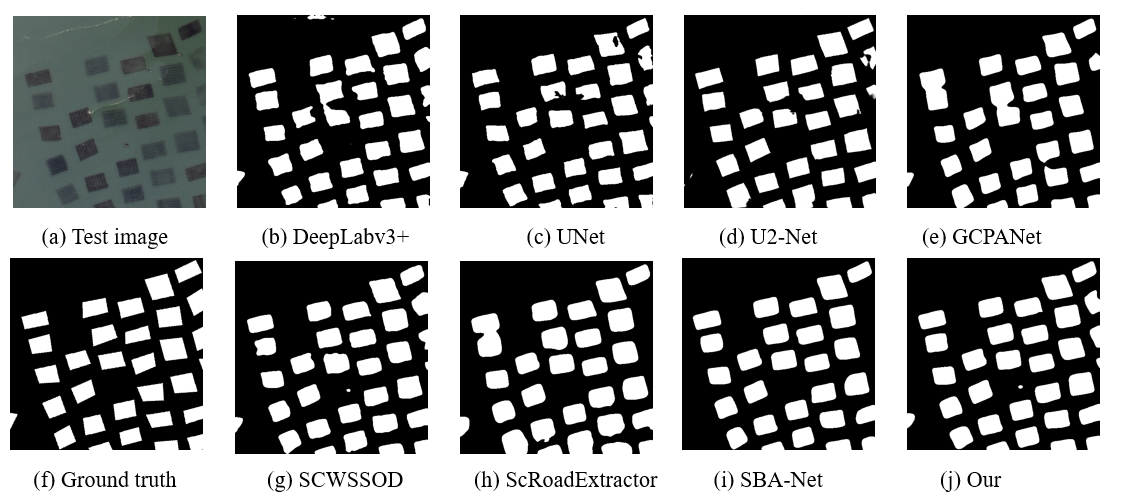 (a) Test image
(b) DeepLabv3+
(c) UNet
(d) U2-Net
(e) GCPANet
(f) Ground truth
(g) SCWSSOD
(h) ScRoadExtractor
(i) SBA-Net
(j) Our